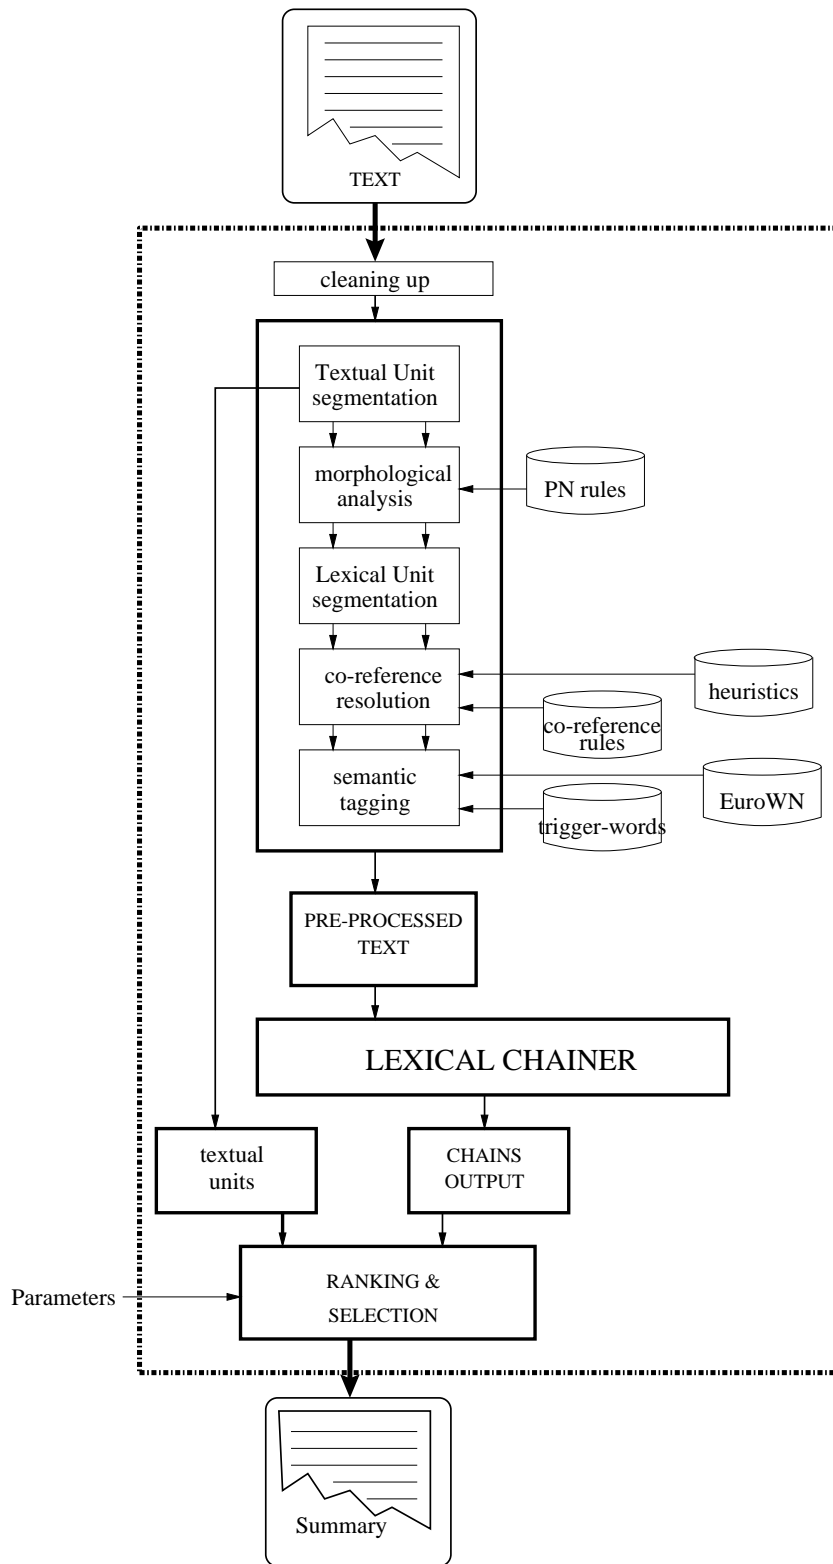 TEXT
cleaning up
Textual Unit
segmentation
morphological
analysis
PN rules
Lexical Unit
segmentation
co-reference
resolution
heuristics
co-reference
rules
semantic
tagging
EuroWN
trigger-words
PRE-PROCESSED
TEXT
LEXICAL CHAINER
textual
units
CHAINS
OUTPUT
Parameters
RANKING &
SELECTION
Summary